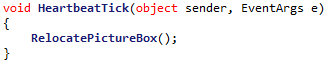 void HeartbeatTick(object sender, EventArgs e)
{
    RelocatePictureBox();
}